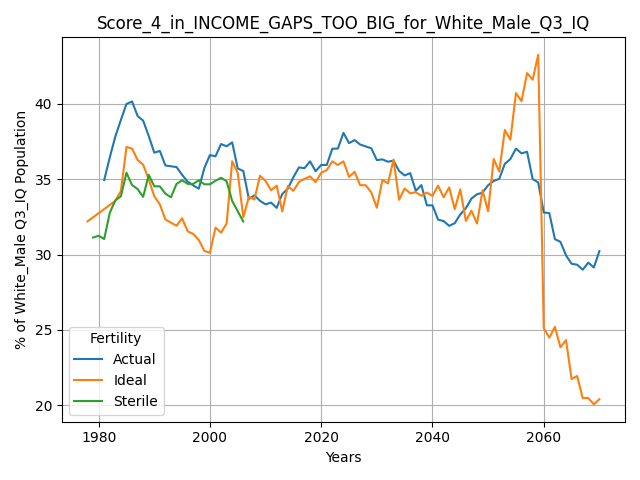 Score_4_in_INCOME_GAPS_TOO_BIG_for_White_Male_Q3_IQ
% of White_Male Q3_IQ Population
40
35
30
25
20
Fertility
Actual
Ideal
Sterile
1980
2000
2020
2040
2060
Years